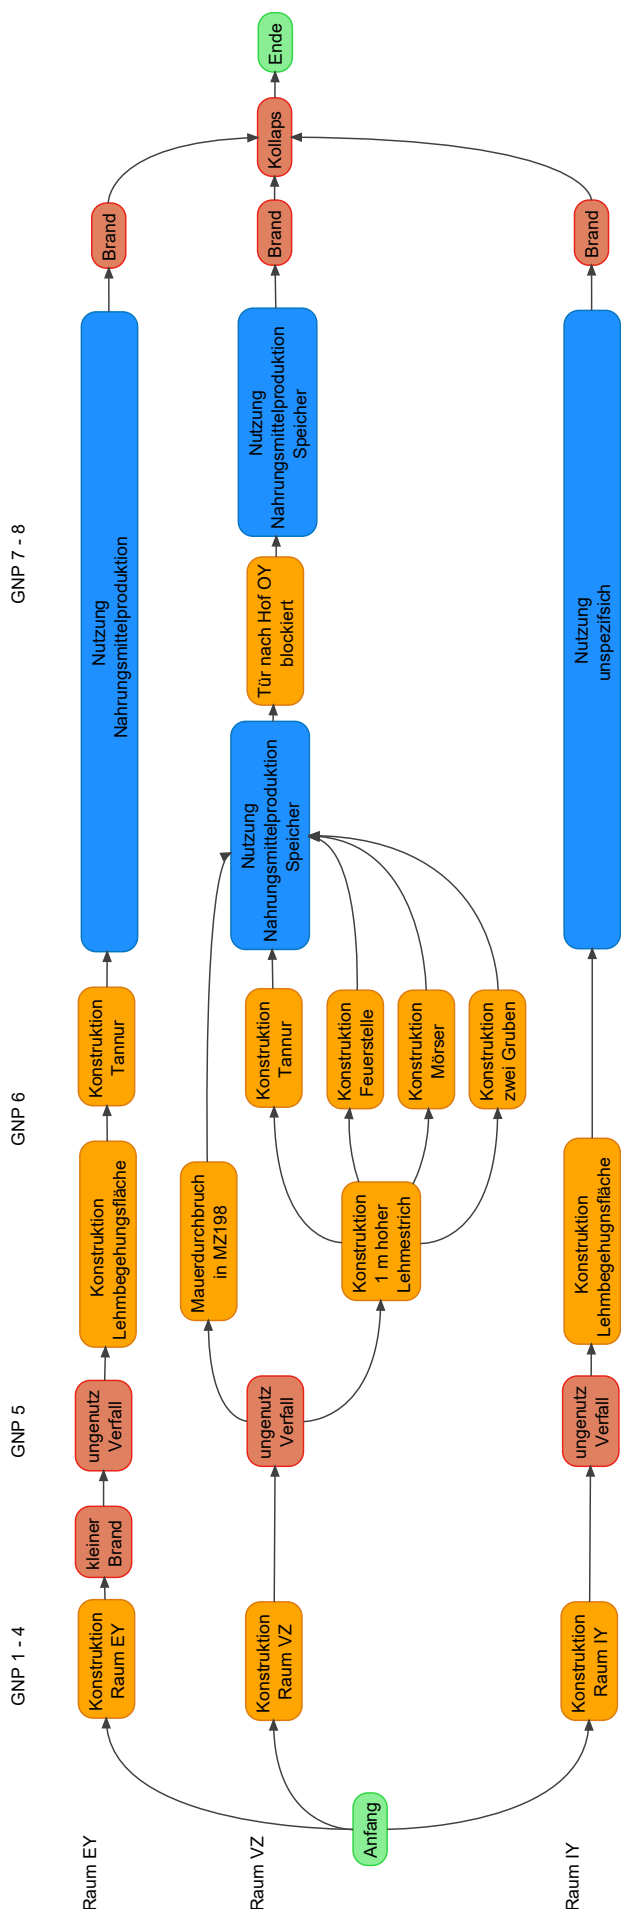 GNP 1 - 4
GNP 5
GNP 6
GNP 7 - 8
Raum EY
Konstruktion
Raum EY
kleiner
Brand
ungenutz
Verfall
Konstruktion
Lehmbegehungsfläche
Konstruktion
Tannur
Nutzung
Nahrungsmittelproduktion
Brand
Raum VZ
Anfang
Konstruktion
Raum VZ
ungenutz
Verfall
Mauerdurchbruch
in MZ198
Konstruktion
1 m hoher
Lehmestrich
Konstruktion
Tannur
Konstruktion
Feuerstelle
Konstruktion
Mörser
Konstruktion
zwei Gruben
Nutzung
Nahrungsmittelproduktion
Speicher
Tür nach Hof OY
blockiert
Nutzung
Nahrungsmittelproduktion
Speicher
Brand
Kollaps
Ende
Raum IY
Konstruktion
Raum IY
ungenutz
Verfall
Konstruktion
Lehmbegehugnsfläche
Nutzung
unspezifsich
Brand